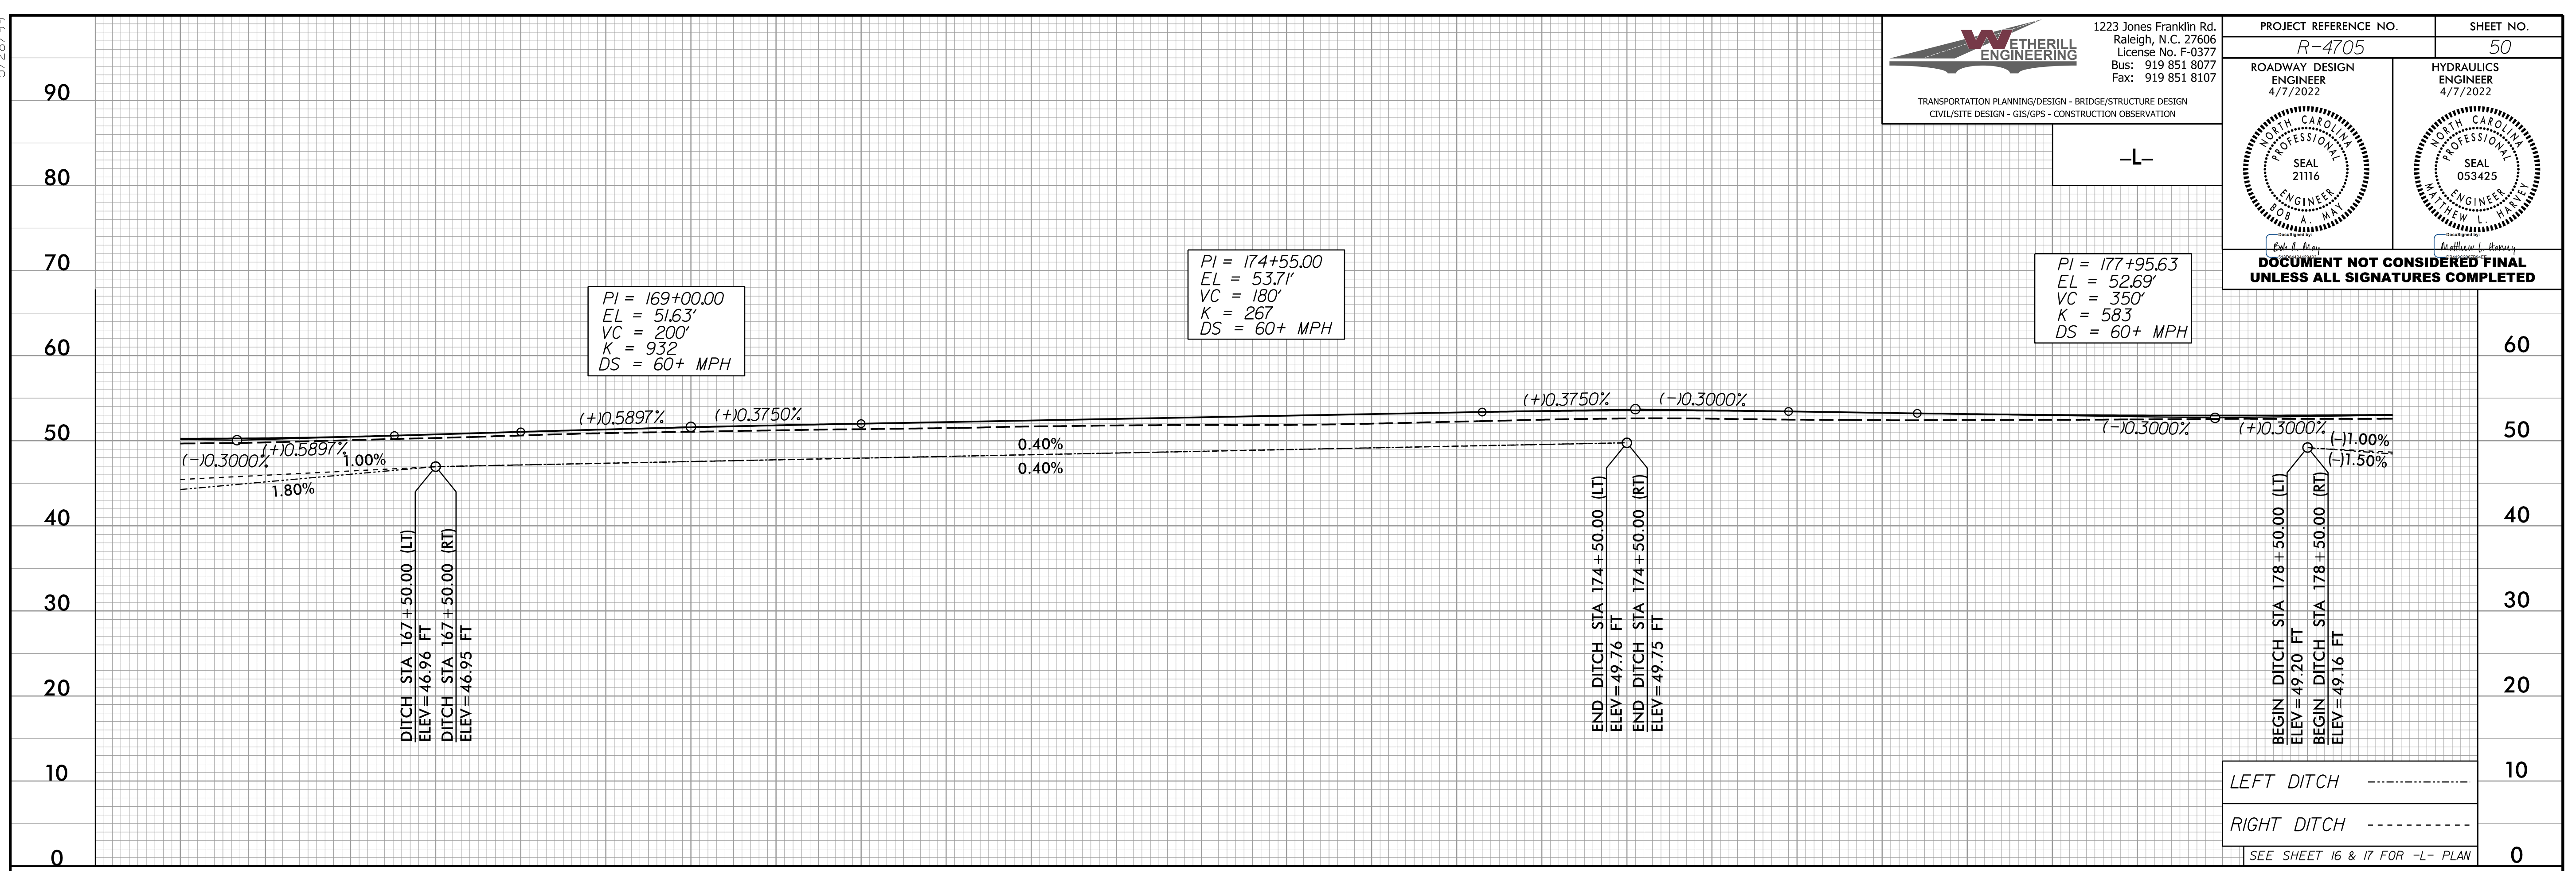 WETHERILL
ENGINEERING
1223 Jones Franklin Rd.
Raleigh, N.C. 27606
License No. F-0377
Bus: 919 851 8077
Fax: 919 851 8107
TRANSPORTATION PLANNING/DESIGN - BRIDGE/STRUCTURE DESIGN
CIVIL/SITE DESIGN - GIS/GPS - CONSTRUCTION OBSERVATION
PROJECT REFERENCE NO.
SHEET NO.
R-4705
50
ROADWAY DESIGN
ENGINEER
4/7/2022
HYDRAULICS
ENGINEER
4/7/2022
NORTH CAROLINA
PROFESSIONAL
SEAL
21116
ENGINEER
BOB A. MAY
NORTH CAROLINA
PROFESSIONAL
SEAL
053425
ENGINEER
MATTHEW L. HARVEY
DocuSigned by:
Bob A. May
DocuSigned by:
Matthew L. Harvey
DOCUMENT NOT CONSIDERED FINAL
UNLESS ALL SIGNATURES COMPLETED
-L-
90
80
70
60
50
40
30
20
10
0
PI = 169+00.00
EL = 51.63'
VC = 200'
K = 932
DS = 60+ MPH
PI = 174+55.00
EL = 53.71'
VC = 180'
K = 267
DS = 60+ MPH
PI = 177+95.63
EL = 52.69'
VC = 350'
K = 583
DS = 60+ MPH
(-)0.3000%
(+)0.5897%
(+)0.5897%
(+)0.3750%
(+)0.3750%
(-)0.3000%
(-)0.3000%
(+)0.3000%
1.00%
1.80%
0.40%
0.40%
(-)1.00%
(-)1.50%
DITCH STA 167+50.00 (LT)
ELEV=46.96 FT
DITCH STA 167+50.00 (RT)
ELEV=46.95 FT
END DITCH STA 174+50.00 (LT)
ELEV=49.76 FT
END DITCH STA 174+50.00 (RT)
ELEV=49.75 FT
BEGIN DITCH STA 178+50.00 (LT)
ELEV=49.20 FT
BEGIN DITCH STA 178+50.00 (RT)
ELEV=49.16 FT
60
50
40
30
20
10
0
LEFT DITCH
RIGHT DITCH
SEE SHEET 16 & 17 FOR -L- PLAN